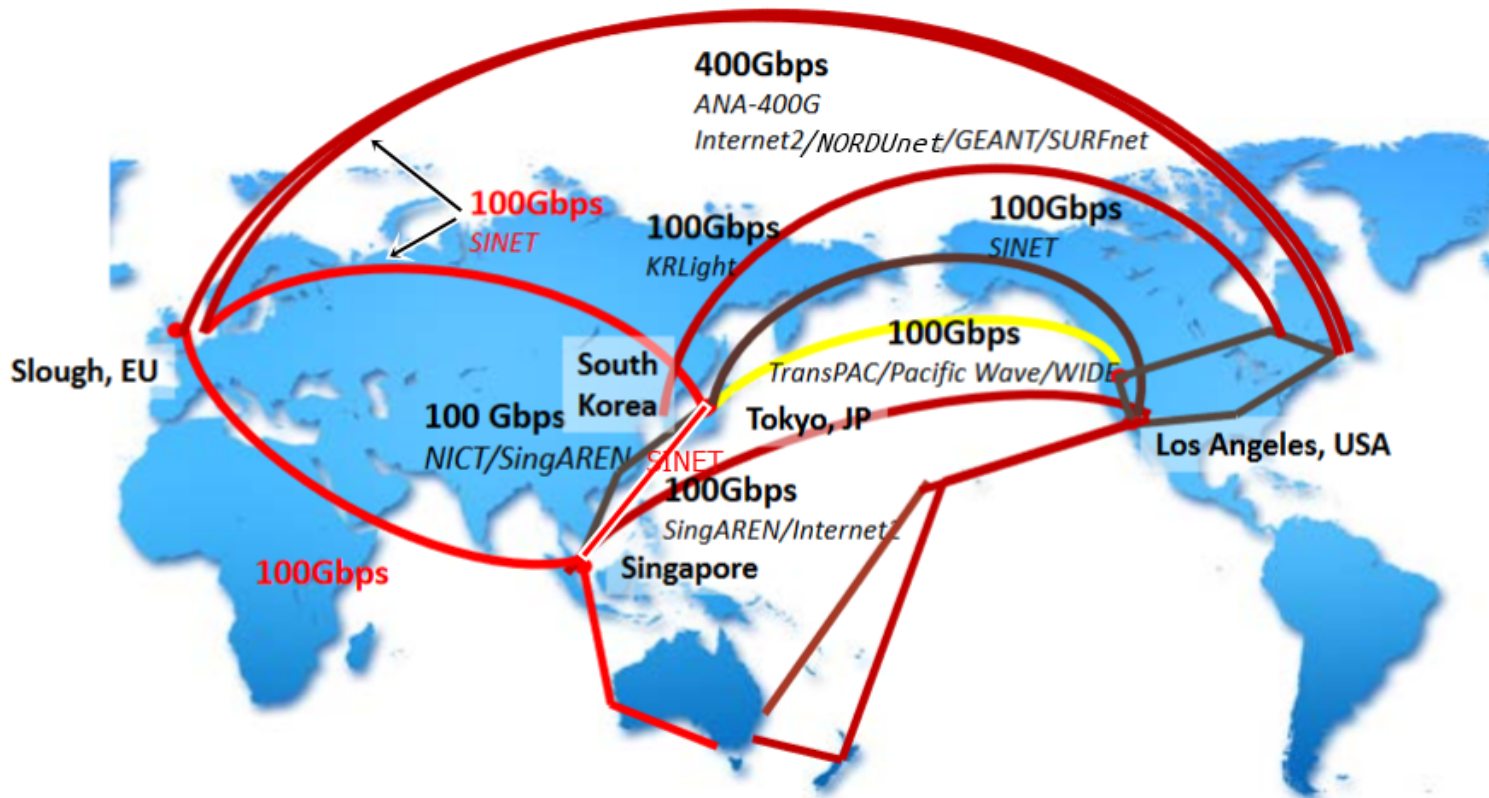 400Gbps
ANA-400G
Internet2/NORDUnet/GEANT/SURFnet
100Gbps
SINET
100Gbps
KRLight
100Gbps
SINET
100Gbps
TransPAC/Pacific Wave/WIDE
Slough, EU
South
Korea
100 Gbps
NICT/SingAREN
SINET
Tokyo, JP
Los Angeles, USA
100Gbps
SingAREN/Internet2
Singapore
100Gbps